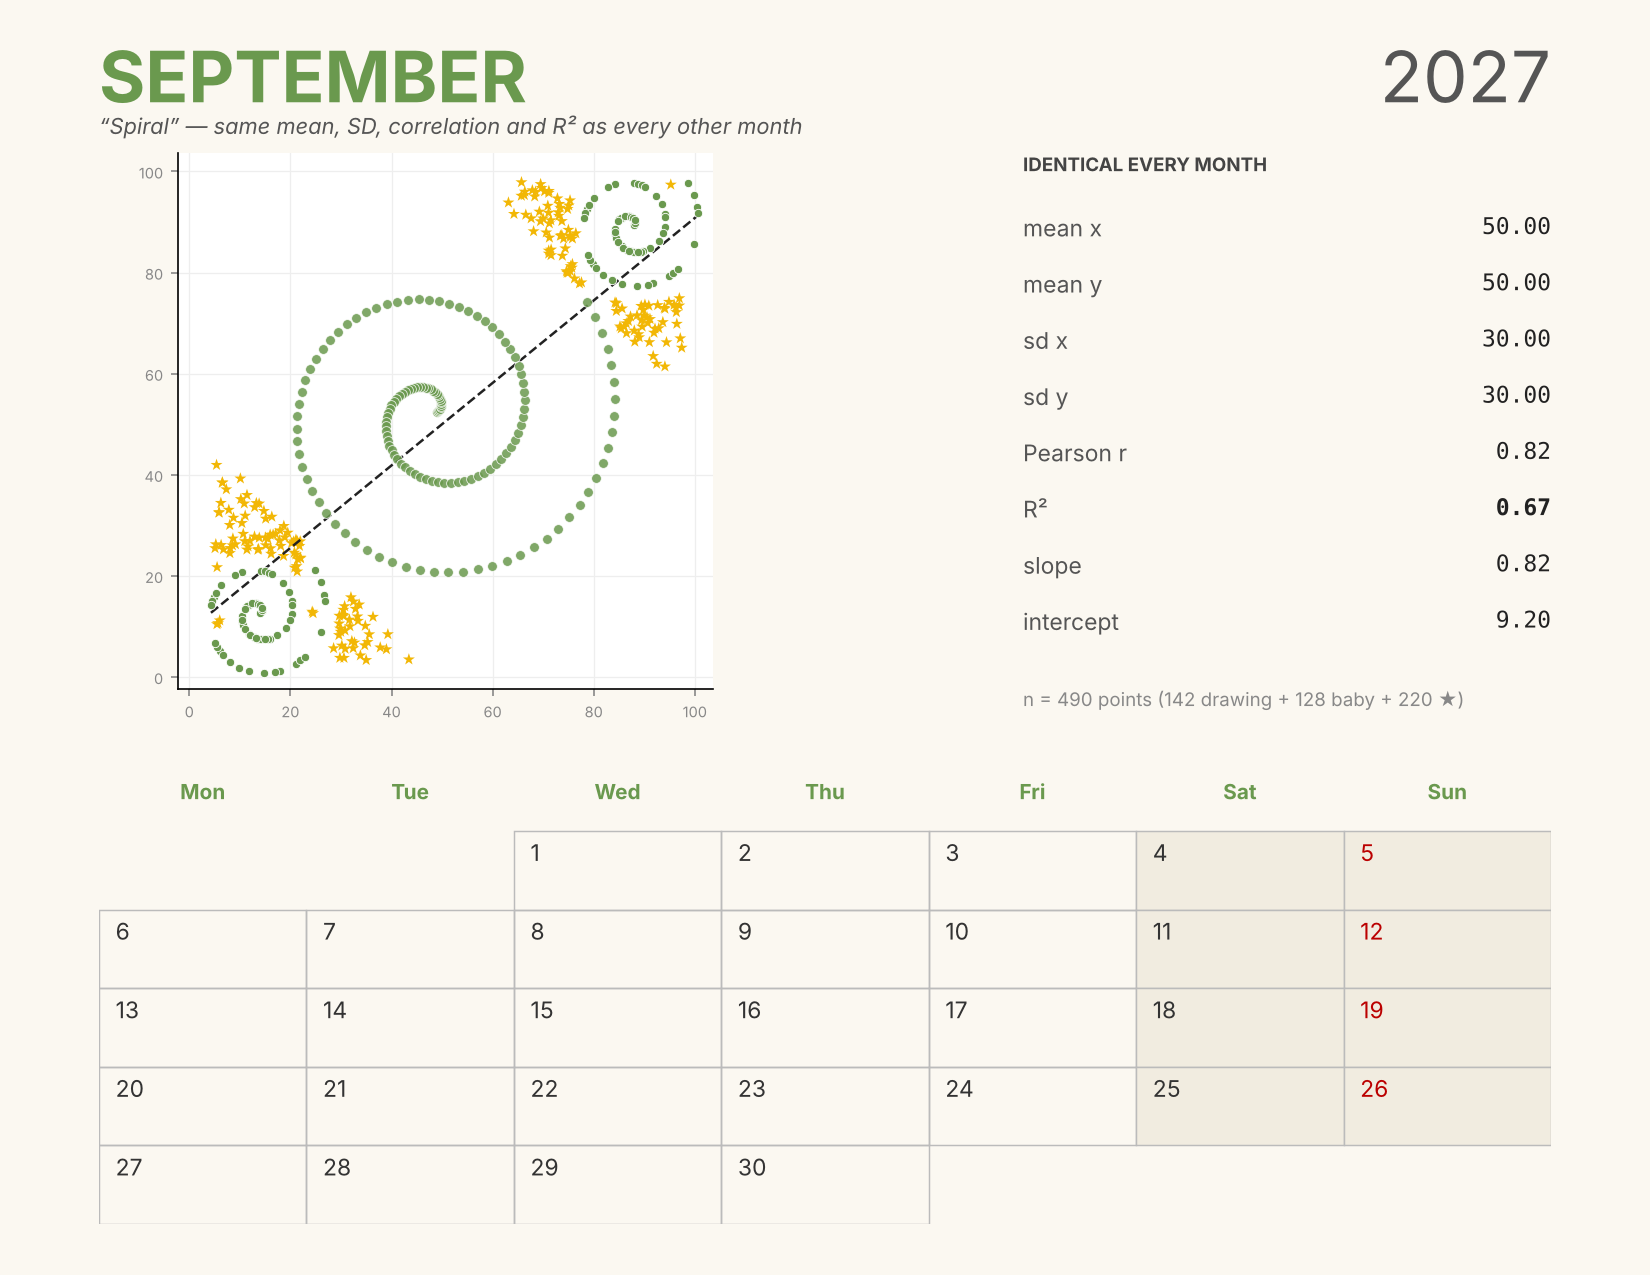 SEPTEMBER 2027
“Spiral” — same mean, SD, correlation and R² as every other month
100
80
60
40
20
0
0 20 40 60 80 100
IDENTICAL EVERY MONTH
mean x 50.00
mean y 50.00
sd x 30.00
sd y 30.00
Pearson r 0.82
R² 0.67
slope 0.82
intercept 9.20
n = 490 points (142 drawing + 128 baby + 220 ★)
Mon Tue Wed Thu Fri Sat Sun
1 2 3 4 5
6 7 8 9 10 11 12
13 14 15 16 17 18 19
20 21 22 23 24 25 26
27 28 29 30